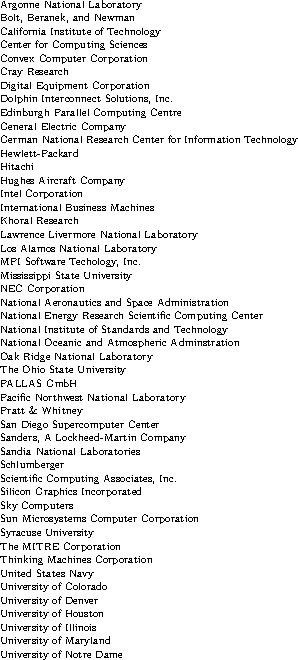 Argonne National Laboratory
Bolt, Beranek, and Newman
California Institute of Technology
Center for Computing Sciences
Convex Computer Corporation
Cray Research
Digital Equipment Corporation
Dolphin Interconnect Solutions, Inc.
Edinburgh Parallel Computing Centre
General Electric Company
German National Research Center for Information Technology
Hewlett-Packard
Hitachi
Hughes Aircraft Company
Intel Corporation
International Business Machines
Khoral Research
Lawrence Livermore National Laboratory
Los Alamos National Laboratory
MPI Software Techology, Inc.
Mississippi State University
NEC Corporation
National Aeronautics and Space Administration
National Energy Research Scientific Computing Center
National Institute of Standards and Technology
National Oceanic and Atmospheric Adminstration
Oak Ridge National Laboratory
The Ohio State University
PALLAS GmbH
Pacific Northwest National Laboratory
Pratt & Whitney
San Diego Supercomputer Center
Sanders, A Lockheed-Martin Company
Sandia National Laboratories
Schlumberger
Scientific Computing Associates, Inc.
Silicon Graphics Incorporated
Sky Computers
Sun Microsystems Computer Corporation
Syracuse University
The MITRE Corporation
Thinking Machines Corporation
United States Navy
University of Colorado
University of Denver
University of Houston
University of Illinois
University of Maryland
University of Notre Dame